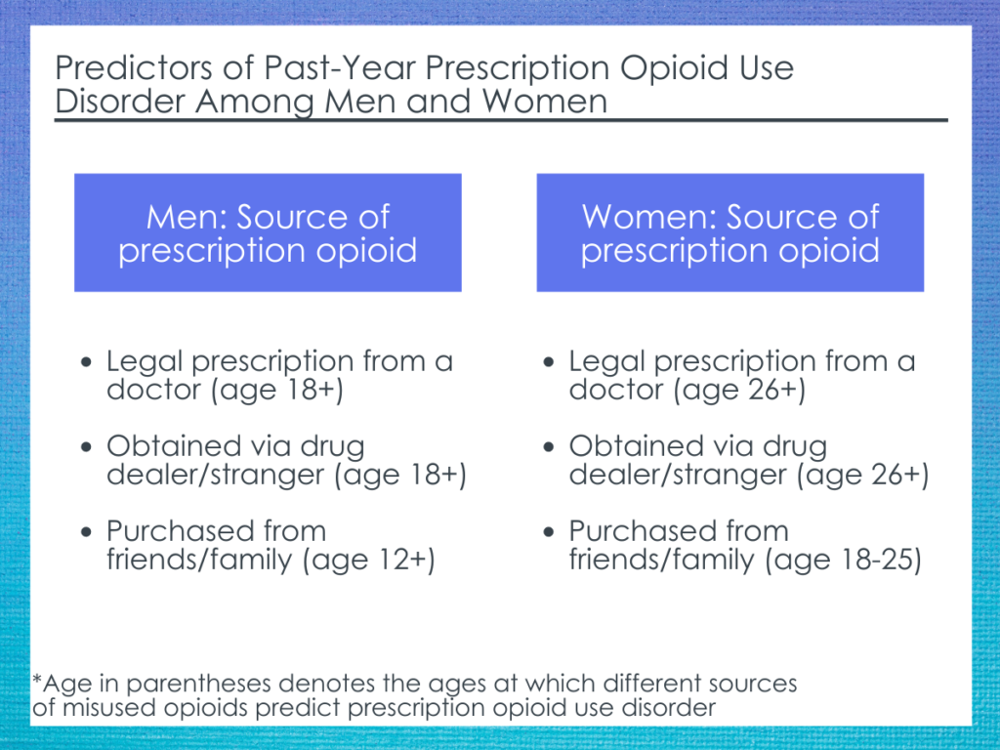 Predictors of Past-Year Prescription Opioid Use
Disorder Among Men and Women
Men: Source of
prescription opioid
Legal prescription from a
doctor (age 18+)
Obtained via drug
dealer/stranger (age 18+)
Purchased from
friends/family (age 12+)
Women: Source of
prescription opioid
Legal prescription from a
doctor (age 26+)
Obtained via drug
dealer/stranger (age 26+)
Purchased from
friends/family (age 18-25)
*Age in parentheses denotes the ages at which different sources
of misused opioids predict prescription opioid use disorder